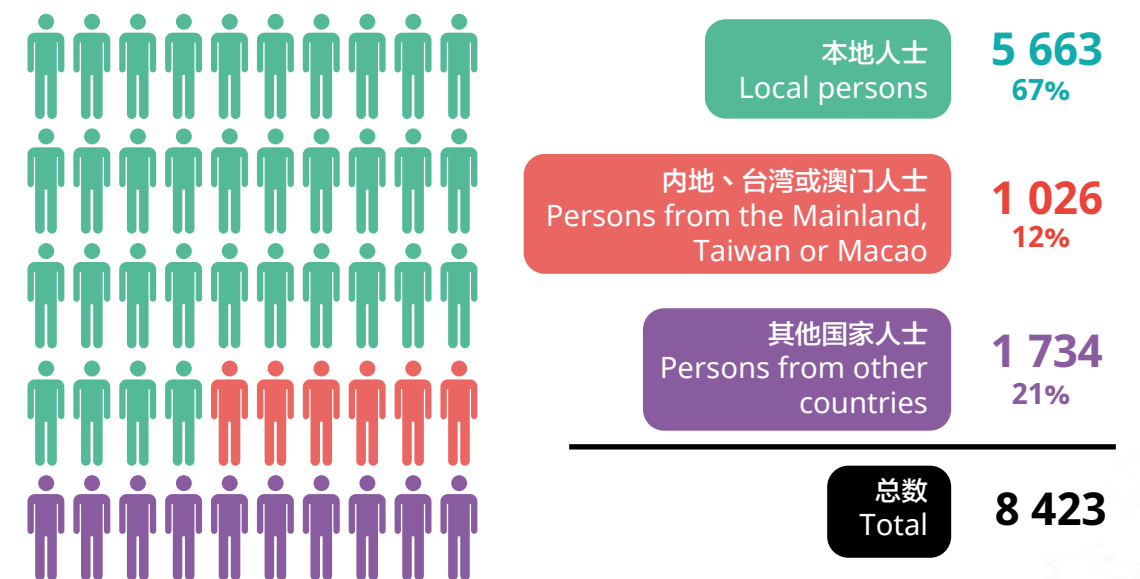 本地人士
Local persons
5 663
67%
内地、台湾或澳门人士
Persons from the Mainland,
Taiwan or Macao
1 026
12%
其他国家人士
Persons from other
countries
1 734
21%
总数
Total
8 423